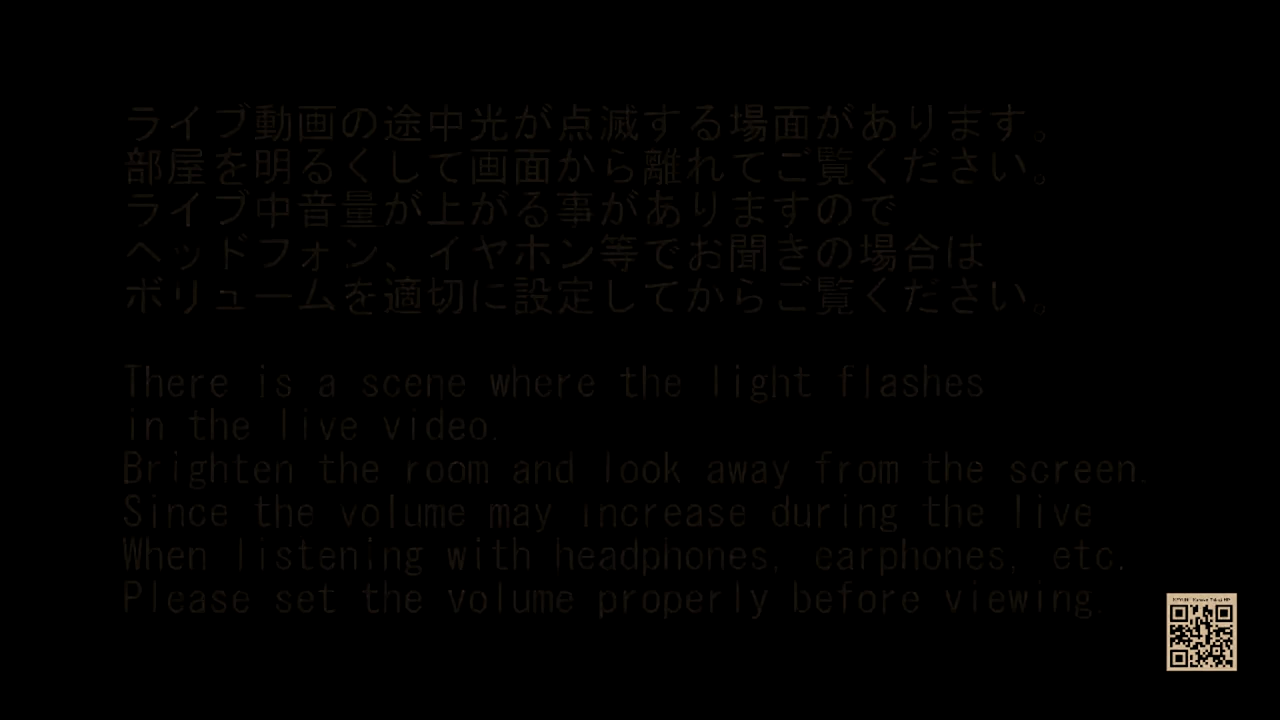 ライブ動画の途中光が点滅する場面があります。
部屋を明るくして画面から離れてご覧ください。
ライブ中音量が上がる事がありますので
ヘッドフォン、イヤホン等でお聞きの場合は
ボリュームを適切に設定してからご覧ください。
There is a scene where the light flashes
in the live video.
Brighten the room and look away from the screen.
Since the volume may increase during the live
When listening with headphones, earphones, etc.
Please set the volume properly before viewing.